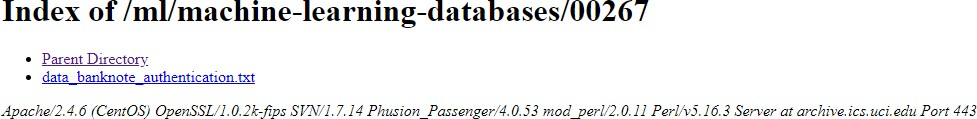 Index of /ml/machine-learning-databases/00267
Parent Directory
data_banknote_authentication.txt
Apache/2.4.6 (CentOS) OpenSSL/1.0.2k-fips SVN/1.7.14 Phusion_Passenger/4.0.53 mod_perl/2.0.11 Perl/v5.16.3 Server at archive.ics.uci.edu Port 443